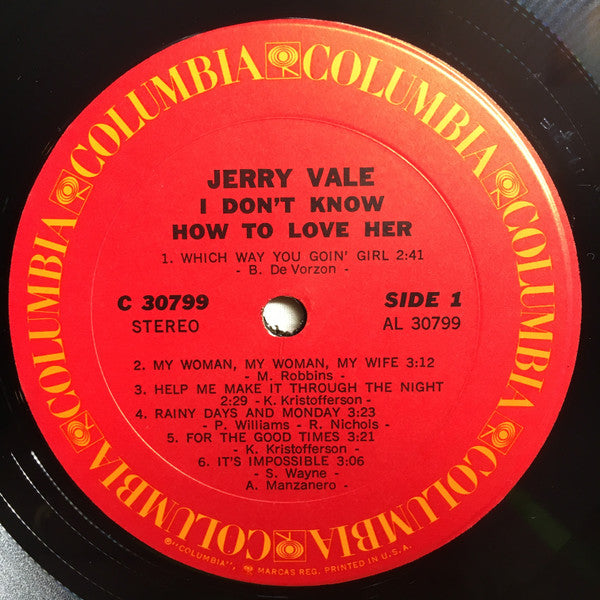 COLUMBIA COLUMBIA COLUMBIA COLUMBIA COLUMBIA COLUMBIA
JERRY VALE
I DON'T KNOW
HOW TO LOVE HER
1. WHICH WAY YOU GOIN' GIRL 2:41
- B. De Vorzon -
C 30799
STEREO
SIDE 1
AL 30799
2. MY WOMAN, MY WOMAN, MY WIFE 3:12
- M. Robbins -
3. HELP ME MAKE IT THROUGH THE NIGHT
2:29 - K. Kristofferson -
4. RAINY DAYS AND MONDAY 3:23
- P. Williams - R. Nichols -
5. FOR THE GOOD TIMES 3:21
- K. Kristofferson -
6. IT'S IMPOSSIBLE 3:06
- S. Wayne -
A. Manzanero -
℗"COLUMBIA", MARCAS REG. PRINTED IN U.S.A.